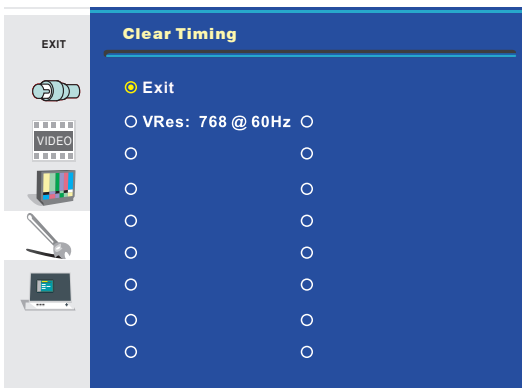 EXIT
VIDEO
Clear Timing
Exit
VRes: 768 @ 60Hz